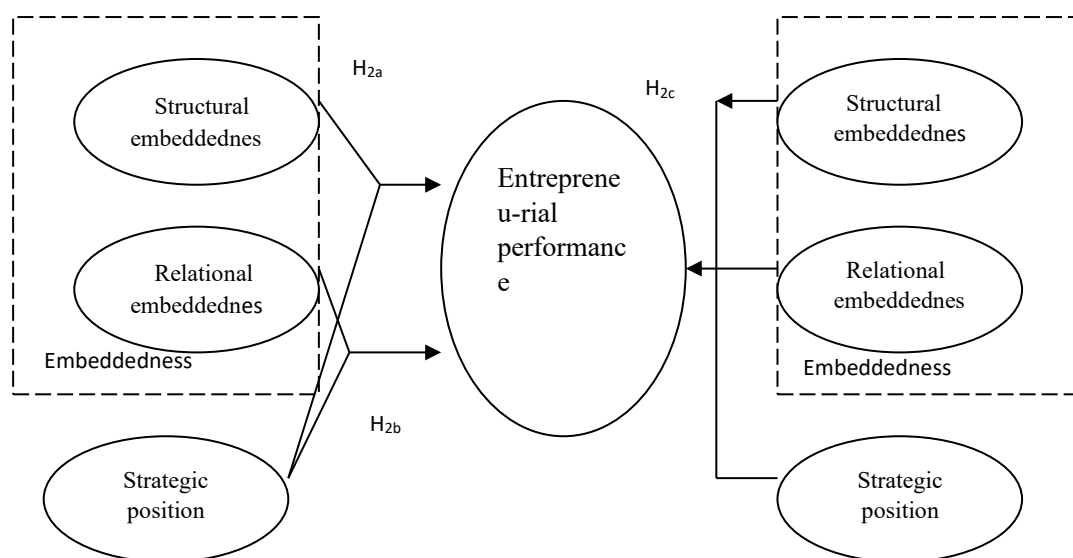 H2a
Structural
embeddednes
Relational
embeddednes
Embeddedness
H2b
Strategic
position
Entreprene
u-rial
performanc
e
H2c
Structural
embeddednes
Relational
embeddednes
Embeddedness
Strategic
position